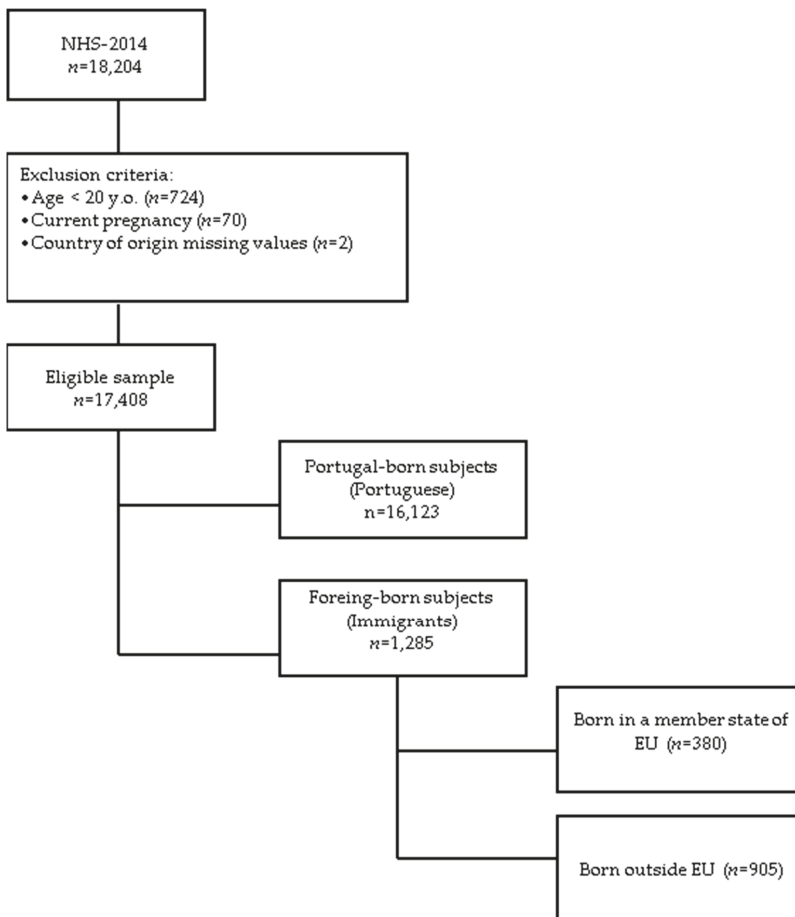 NHS-2014
n=18,204
Exclusion criteria:
•Age < 20 y.o. (n=724)
•Current pregnancy (n=70)
•Country of origin missing values (n=2)
Eligible sample
n=17,408
Portugal-born subjects
(Portuguese)
n=16,123
Foreing-born subjects
(Immigrants)
n=1,285
Born in a member state of
EU (n=380)
Born outside EU (n=905)